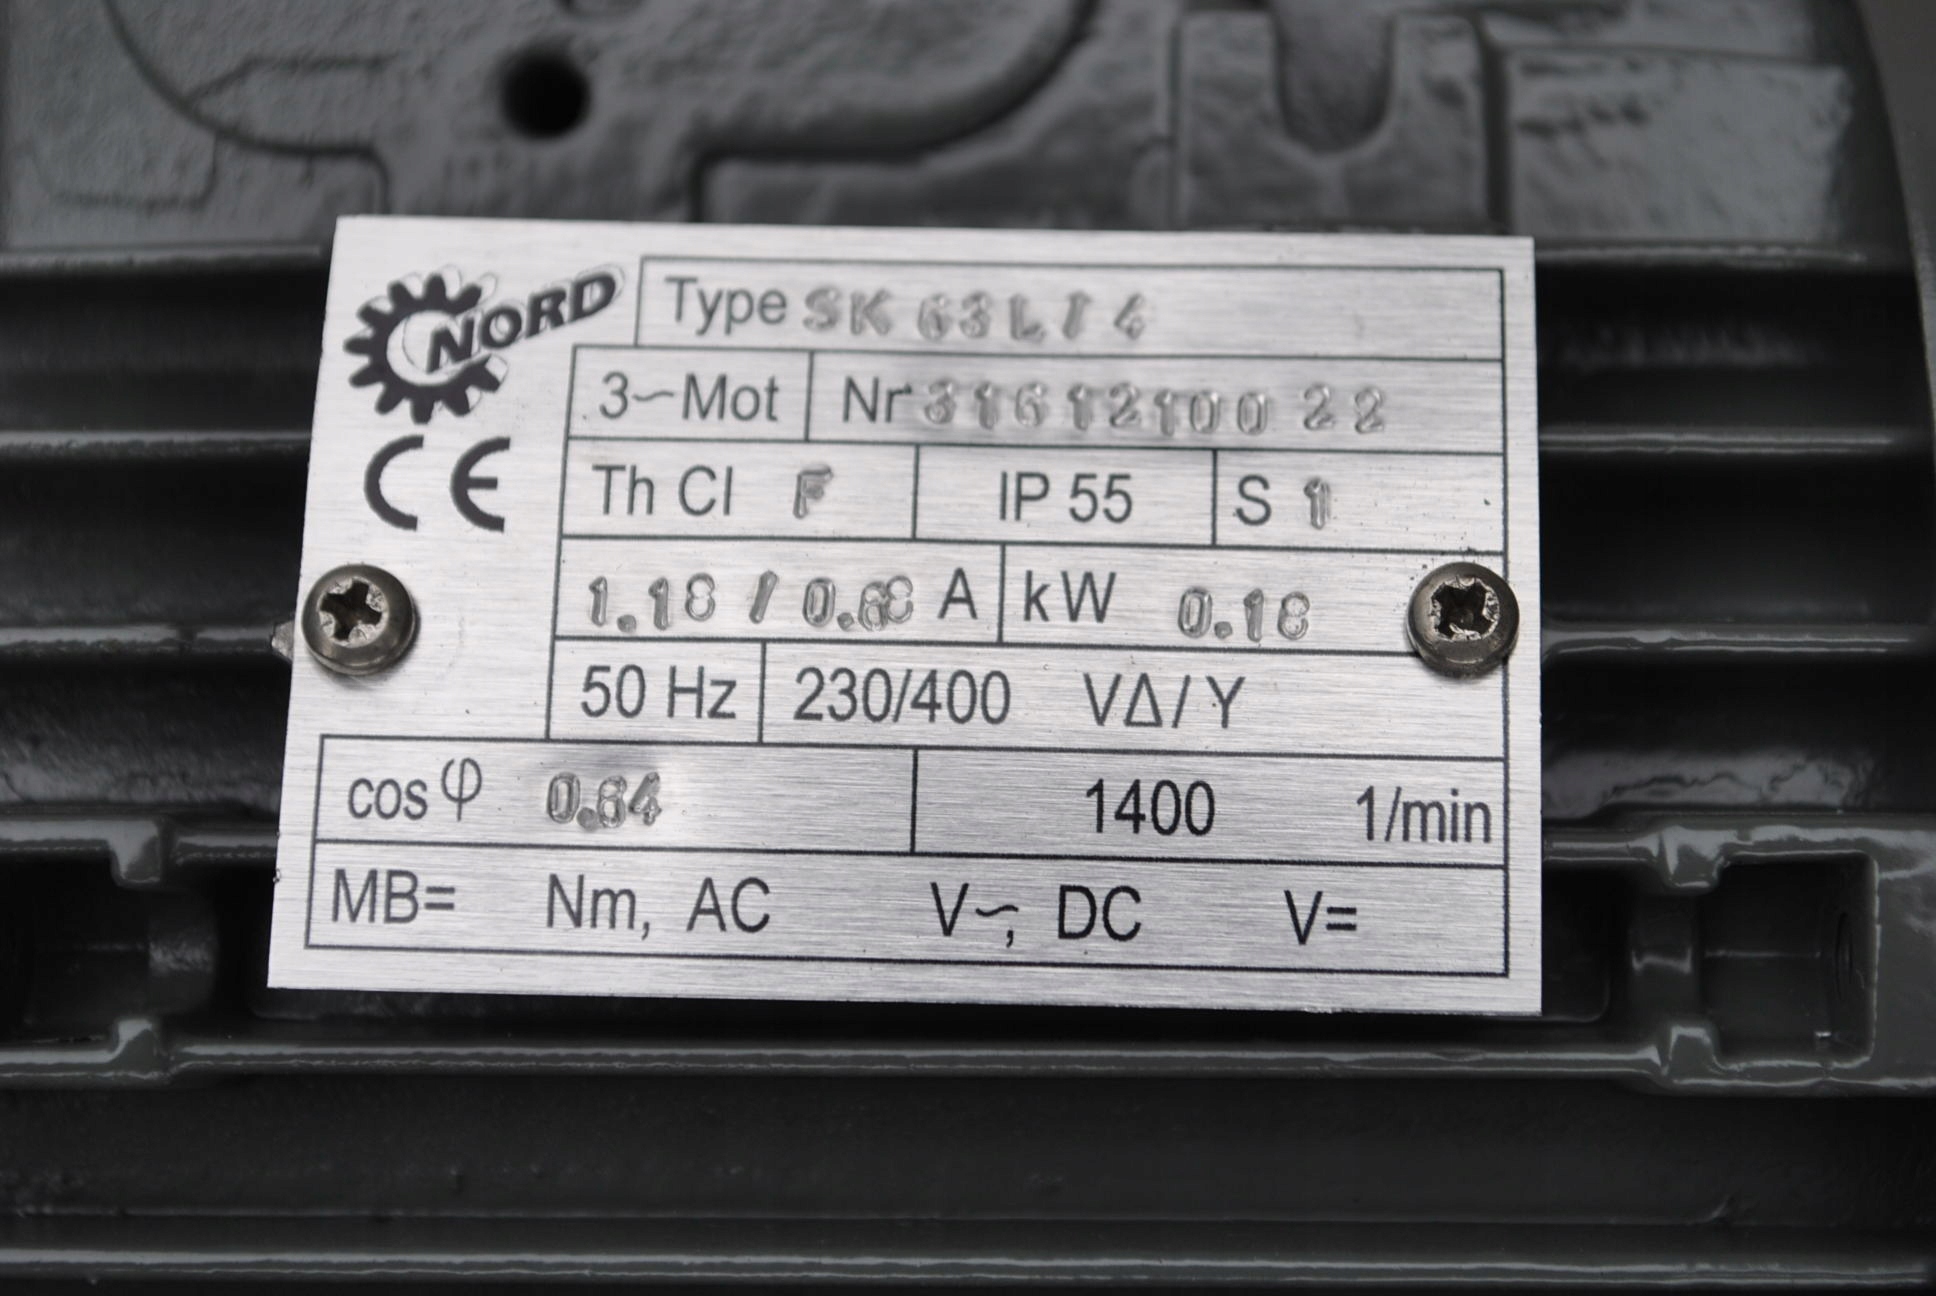 NORD
Type SK 63L/4
3~Mot Nr 31612100 22
CE
Th Cl F IP 55 S 1
1.18 / 0.68 A kW 0.18
50 Hz 230/400 VΔ/Y
cos φ 0.64 1400 1/min
MB= Nm, AC V~, DC V=